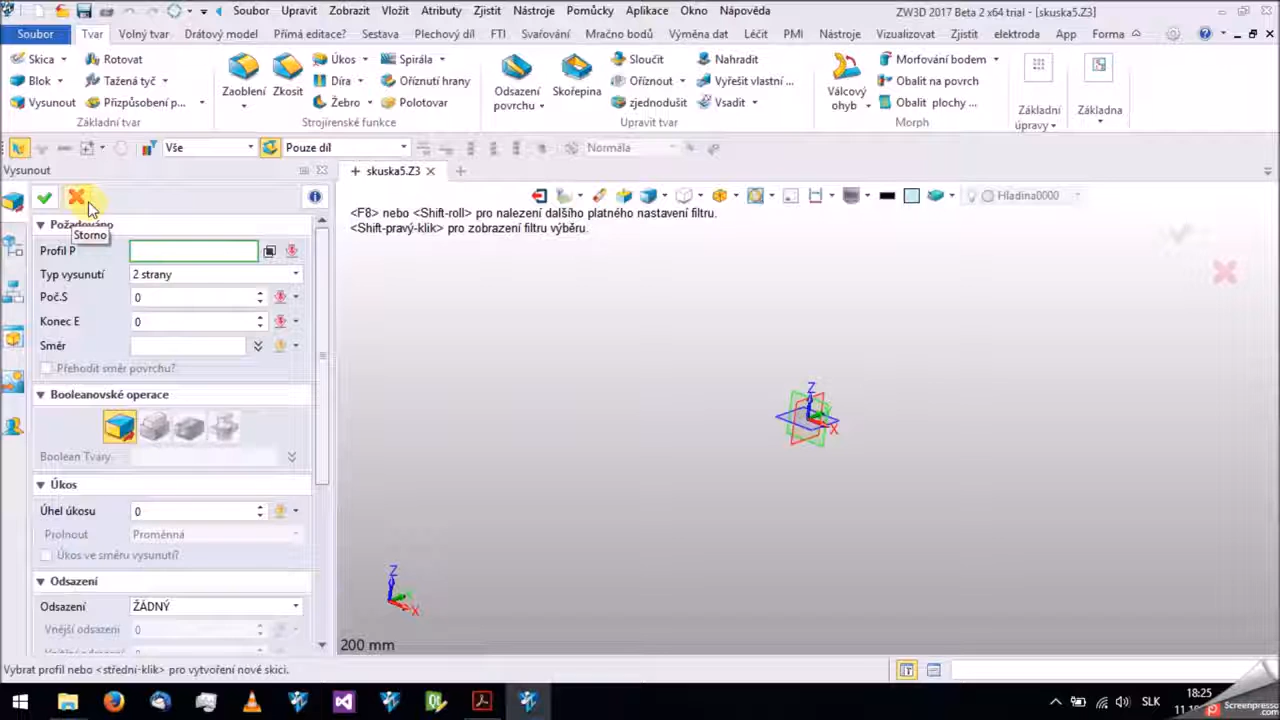 Soubor Upravit Zobrazit Vložit Atributy Zjistit Nástroje Pomůcky Aplikace Okno Nápověda ZW3D 2017 Beta 2 x64 trial - [skuska5.Z3]
Soubor Tvar Volný tvar Drátový model Přímá editace? Sestava Plechový díl FTI Svařování Mračno bodů Výměna dat Léčit PMI Nástroje Vizualizovat Zjistit elektroda App Forma
Skica Rotovat Úkos Spirála Sloučit Nahradit Morfování bodem
Blok Tažená tyč Zaoblení Zkosit Díra Oříznutí hrany Odsazení povrchu Skořepina Oříznout Vyřešit vlastní ... Válcový ohyb Obalit na povrch
Vysunout Přizpůsobení p... Žebro Polotovar zjednodušit Vsadit Obalit plochy ... Základní úpravy Základna
Základní tvar Strojírenské funkce Upravit tvar Morph
Vše Pouze díl Normála
Vysunout skuska5.Z3
Hladina0000
<F8> nebo <Shift-roll> pro nalezení dalšího platného nastavení filtru.
<Shift-pravý-klik> pro zobrazení filtru výběru.
Požadováno
Storno
Profil P
Typ vysunutí 2 strany
Poč.S 0
Konec E 0
Směr
Přehodit směr povrchu?
Booleanovské operace
Boolean Tvary
Úkos
Úhel úkosu 0
Prolnout Proměnná
Úkos ve směru vysunutí?
Odsazení
Odsazení ŽÁDNÝ
Vnější odsazení 0
Z
X
Z
X
200 mm
Vybrat profil nebo <střední-klik> pro vytvoření nové skici.
SLK 18:25
Screenpresso
.com